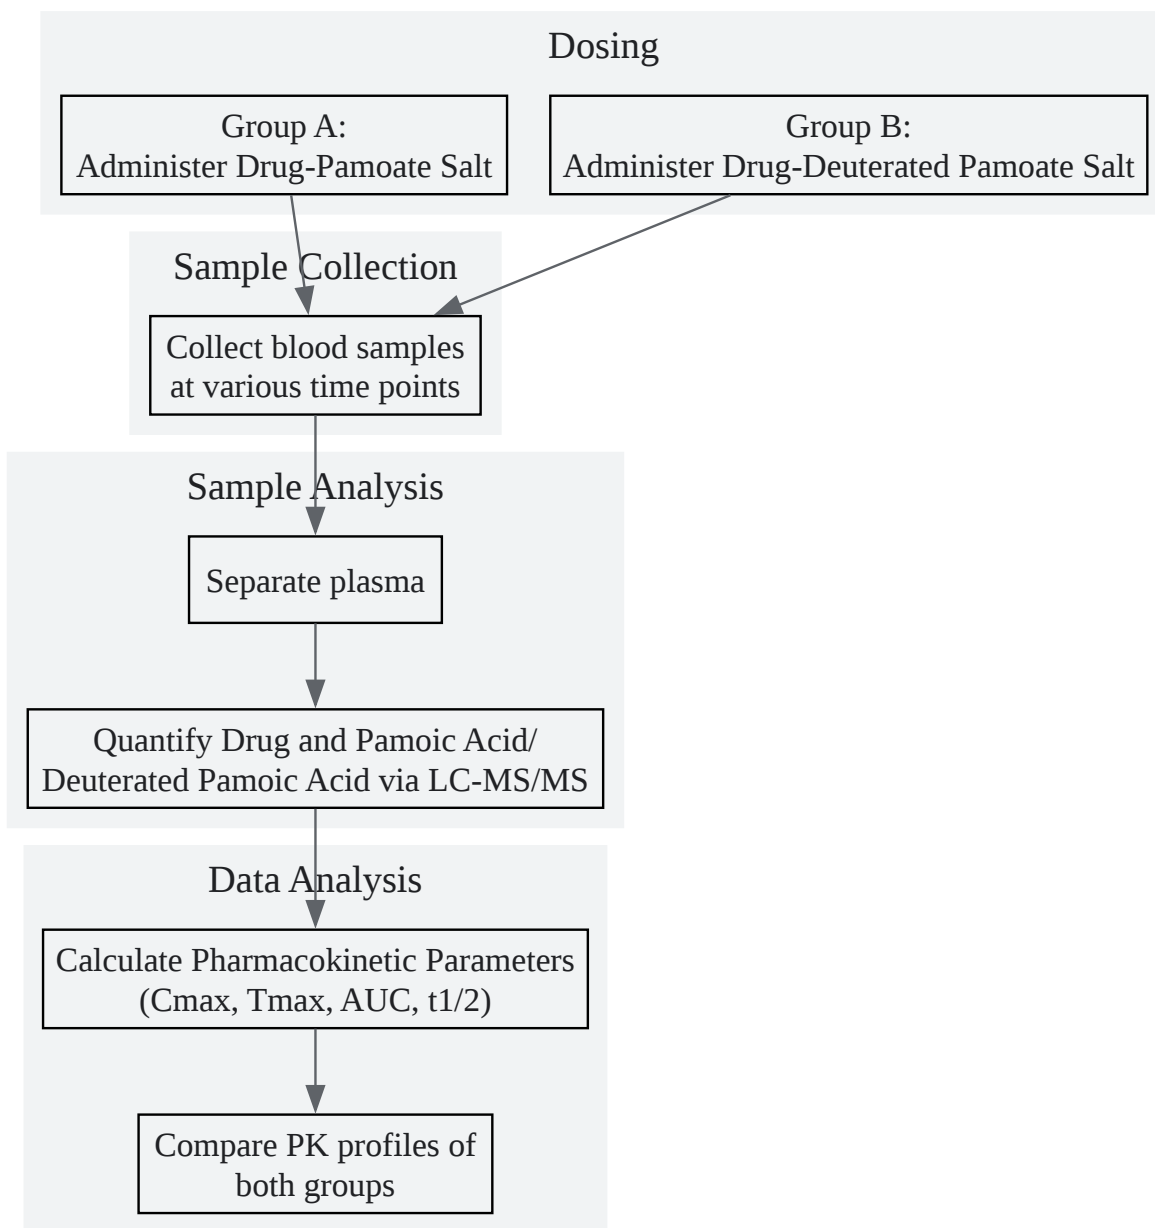 Dosing
Group A:
Administer Drug-Pamoate Salt
Group B:
Administer Drug-Deuterated Pamoate Salt
Sample Collection
Collect blood samples
at various time points
Sample Analysis
Separate plasma
Quantify Drug and Pamoic Acid/
Deuterated Pamoic Acid via LC-MS/MS
Data Analysis
Calculate Pharmacokinetic Parameters
(Cmax, Tmax, AUC, t1/2)
Compare PK profiles of
both groups